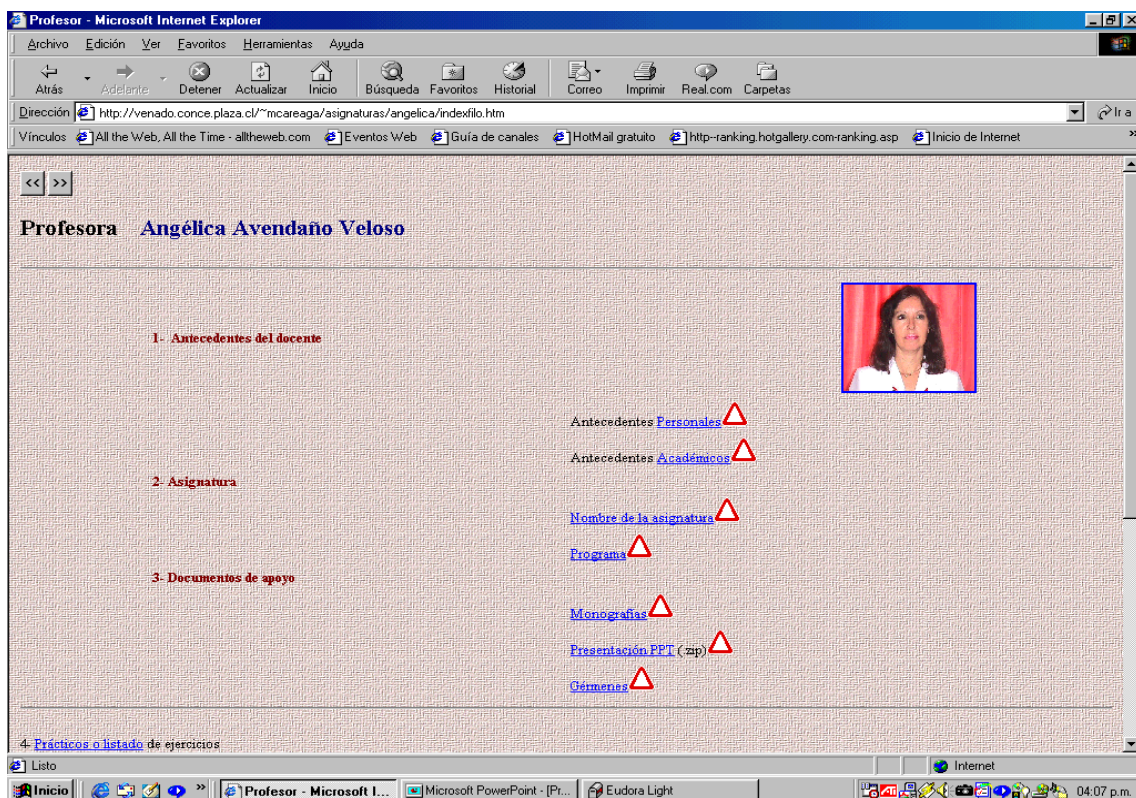 Profesor - Microsoft Internet Explorer
Archivo Edición Ver Favoritos Herramientas Ayuda
Atrás Adelante Detener Actualizar Inicio Búsqueda Favoritos Historial Correo Imprimir Real.com Carpetas
Dirección http://venado.conce.plaza.cl/~mcareaga/asignaturas/angelica/indexfilo.htm Ir a
Vínculos All the Web, All the Time - alltheweb.com Eventos Web Guía de canales HotMail gratuito http-ranking.hotgallery.com-ranking.asp Inicio de Internet »
<< >>
Profesora Angélica Avendaño Veloso
1- Antecedentes del docente
Antecedentes Personales
Antecedentes Académicos
2- Asignatura
Nombre de la asignatura
Programa
3- Documentos de apoyo
Monografías
Presentación PPT (.zip)
Gérmenes
4- Prácticos o listado de ejercicios
Listo Internet
Inicio » Profesor - Microsoft I... Microsoft PowerPoint - [Pr... Eudora Light ATI 04:07 p.m.